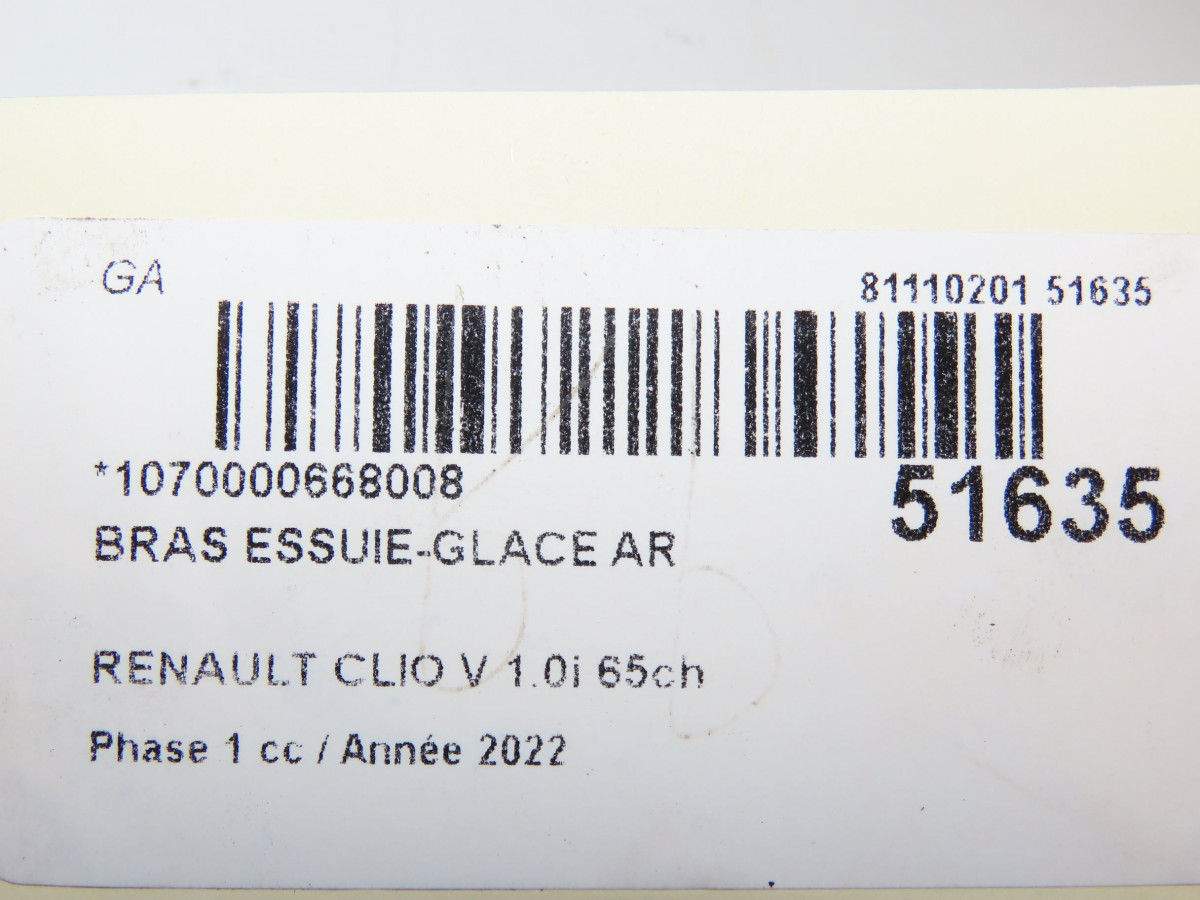 GA
81110201 51635
*1070000668008
51635
BRAS ESSUIE-GLACE AR
RENAULT CLIO V 1.0i 65ch
Phase 1 cc / Année 2022